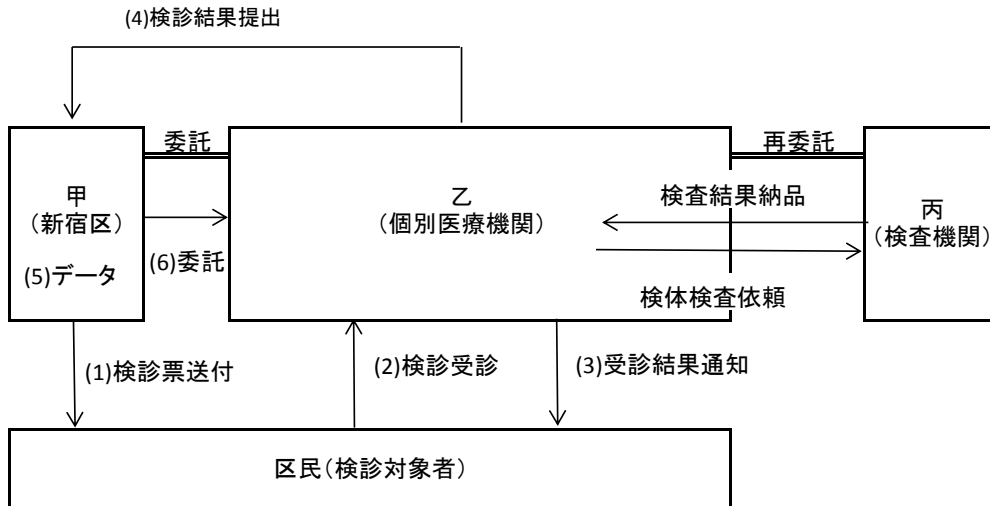 (4)検診結果提出
委託
再委託
甲
(新宿区)
(5)データ
(6)委託
乙
(個別医療機関)
検査結果納品
検体検査依頼
丙
(検査機関)
(1)検診票送付
(2)検診受診
(3)受診結果通知
区民(検診対象者)